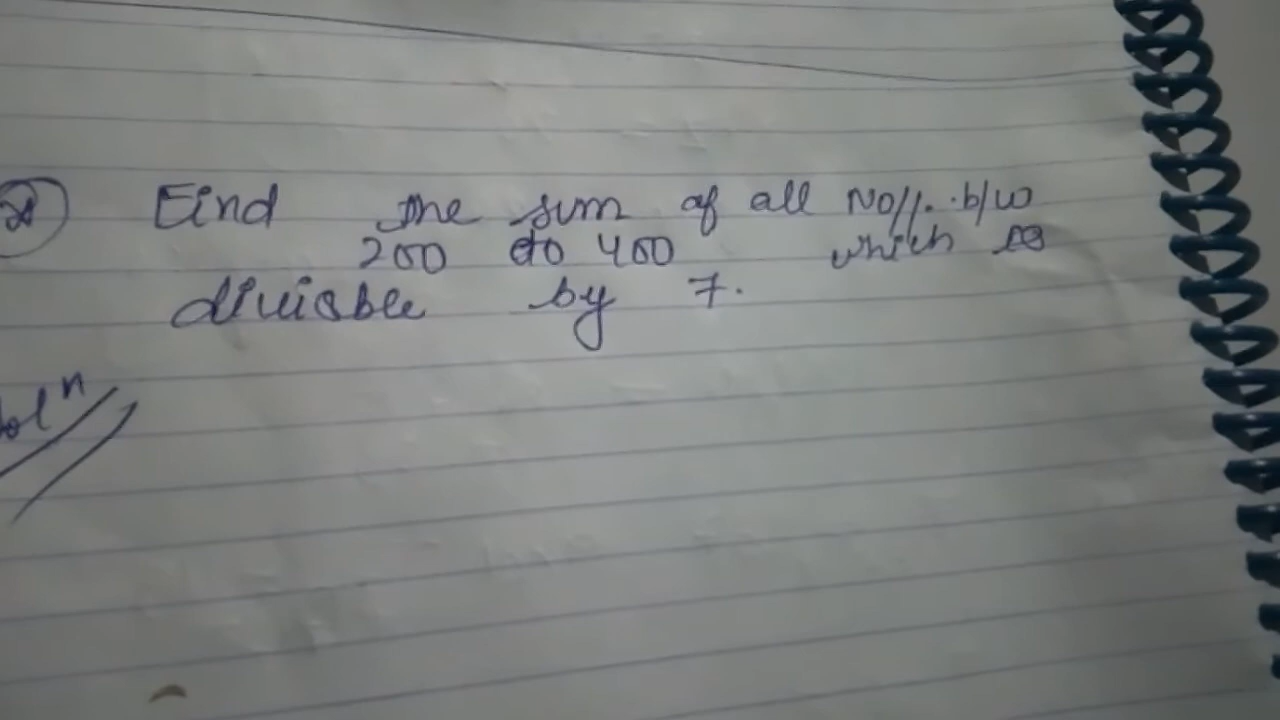 Find the sum of all No//. b/w
200 to 400 which is
divisble by 7.
Solⁿ